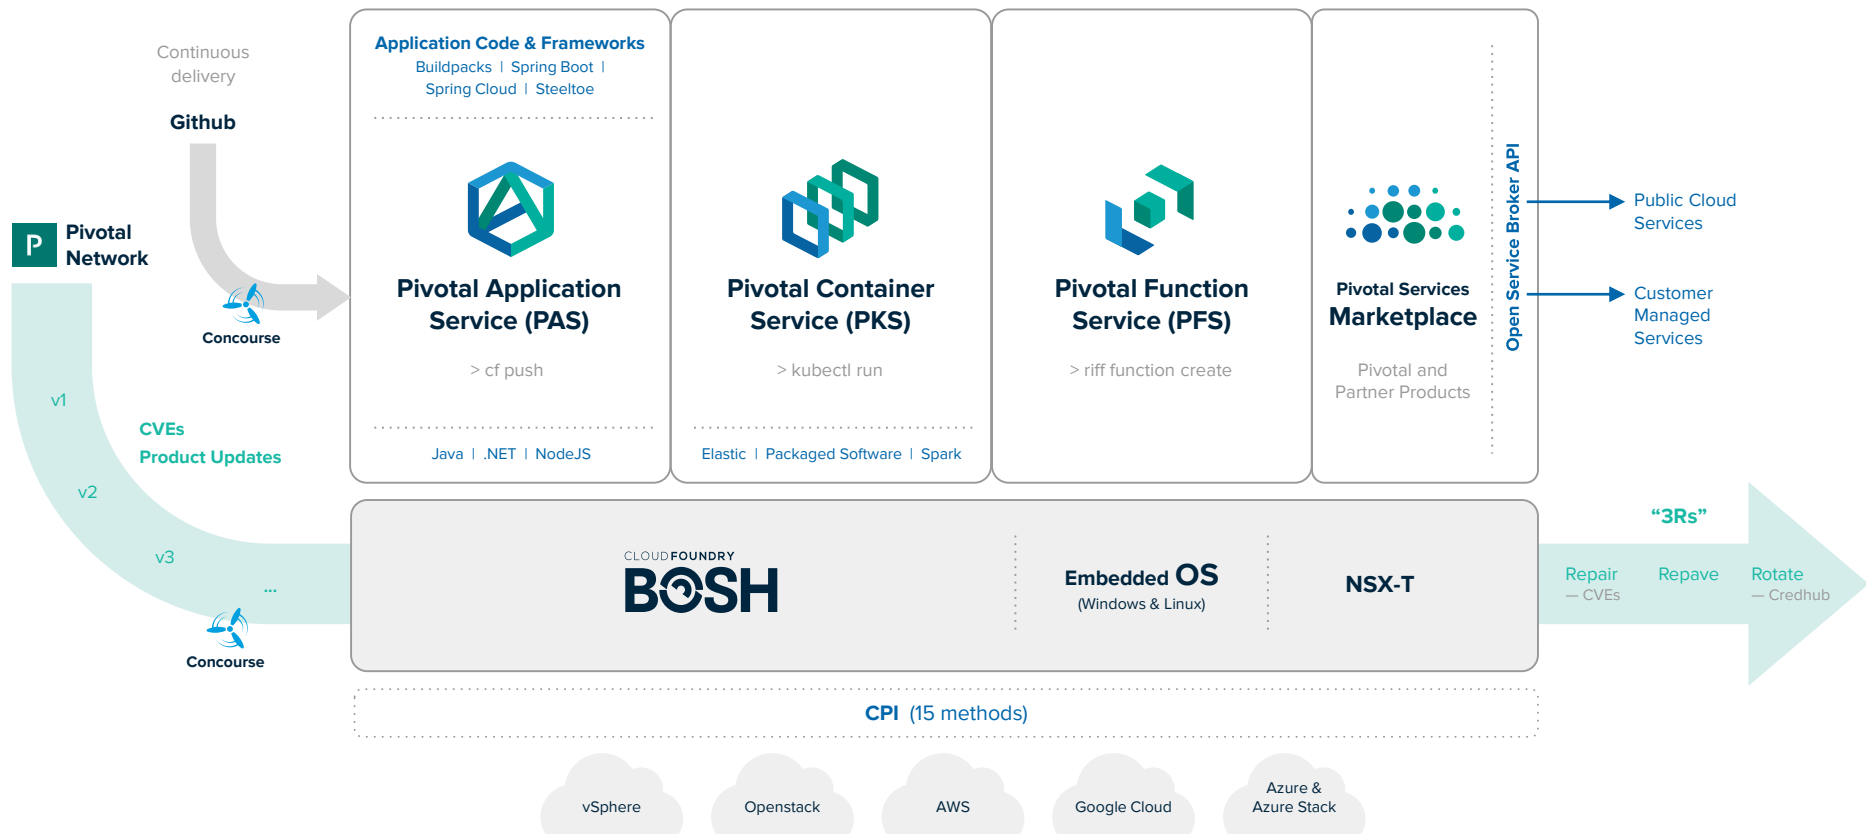 Continuous
delivery
Github
Concourse
P
Pivotal
Network
v1
v2
v3
...
CVEs
Product Updates
Concourse
Application Code & Frameworks
Buildpacks | Spring Boot |
Spring Cloud | Steeltoe
Pivotal Application
Service (PAS)
> cf push
Java | .NET | NodeJS
Pivotal Container
Service (PKS)
> kubectl run
Elastic | Packaged Software | Spark
Pivotal Function
Service (PFS)
> riff function create
Pivotal Services
Marketplace
Pivotal and
Partner Products
Open Service Broker API
Public Cloud
Services
Customer
Managed
Services
CLOUDFOUNDRY
BOSH
Embedded OS
(Windows & Linux)
NSX-T
“3Rs”
Repair
— CVEs
Repave
Rotate
— Credhub
CPI (15 methods)
vSphere
Openstack
AWS
Google Cloud
Azure &
Azure Stack